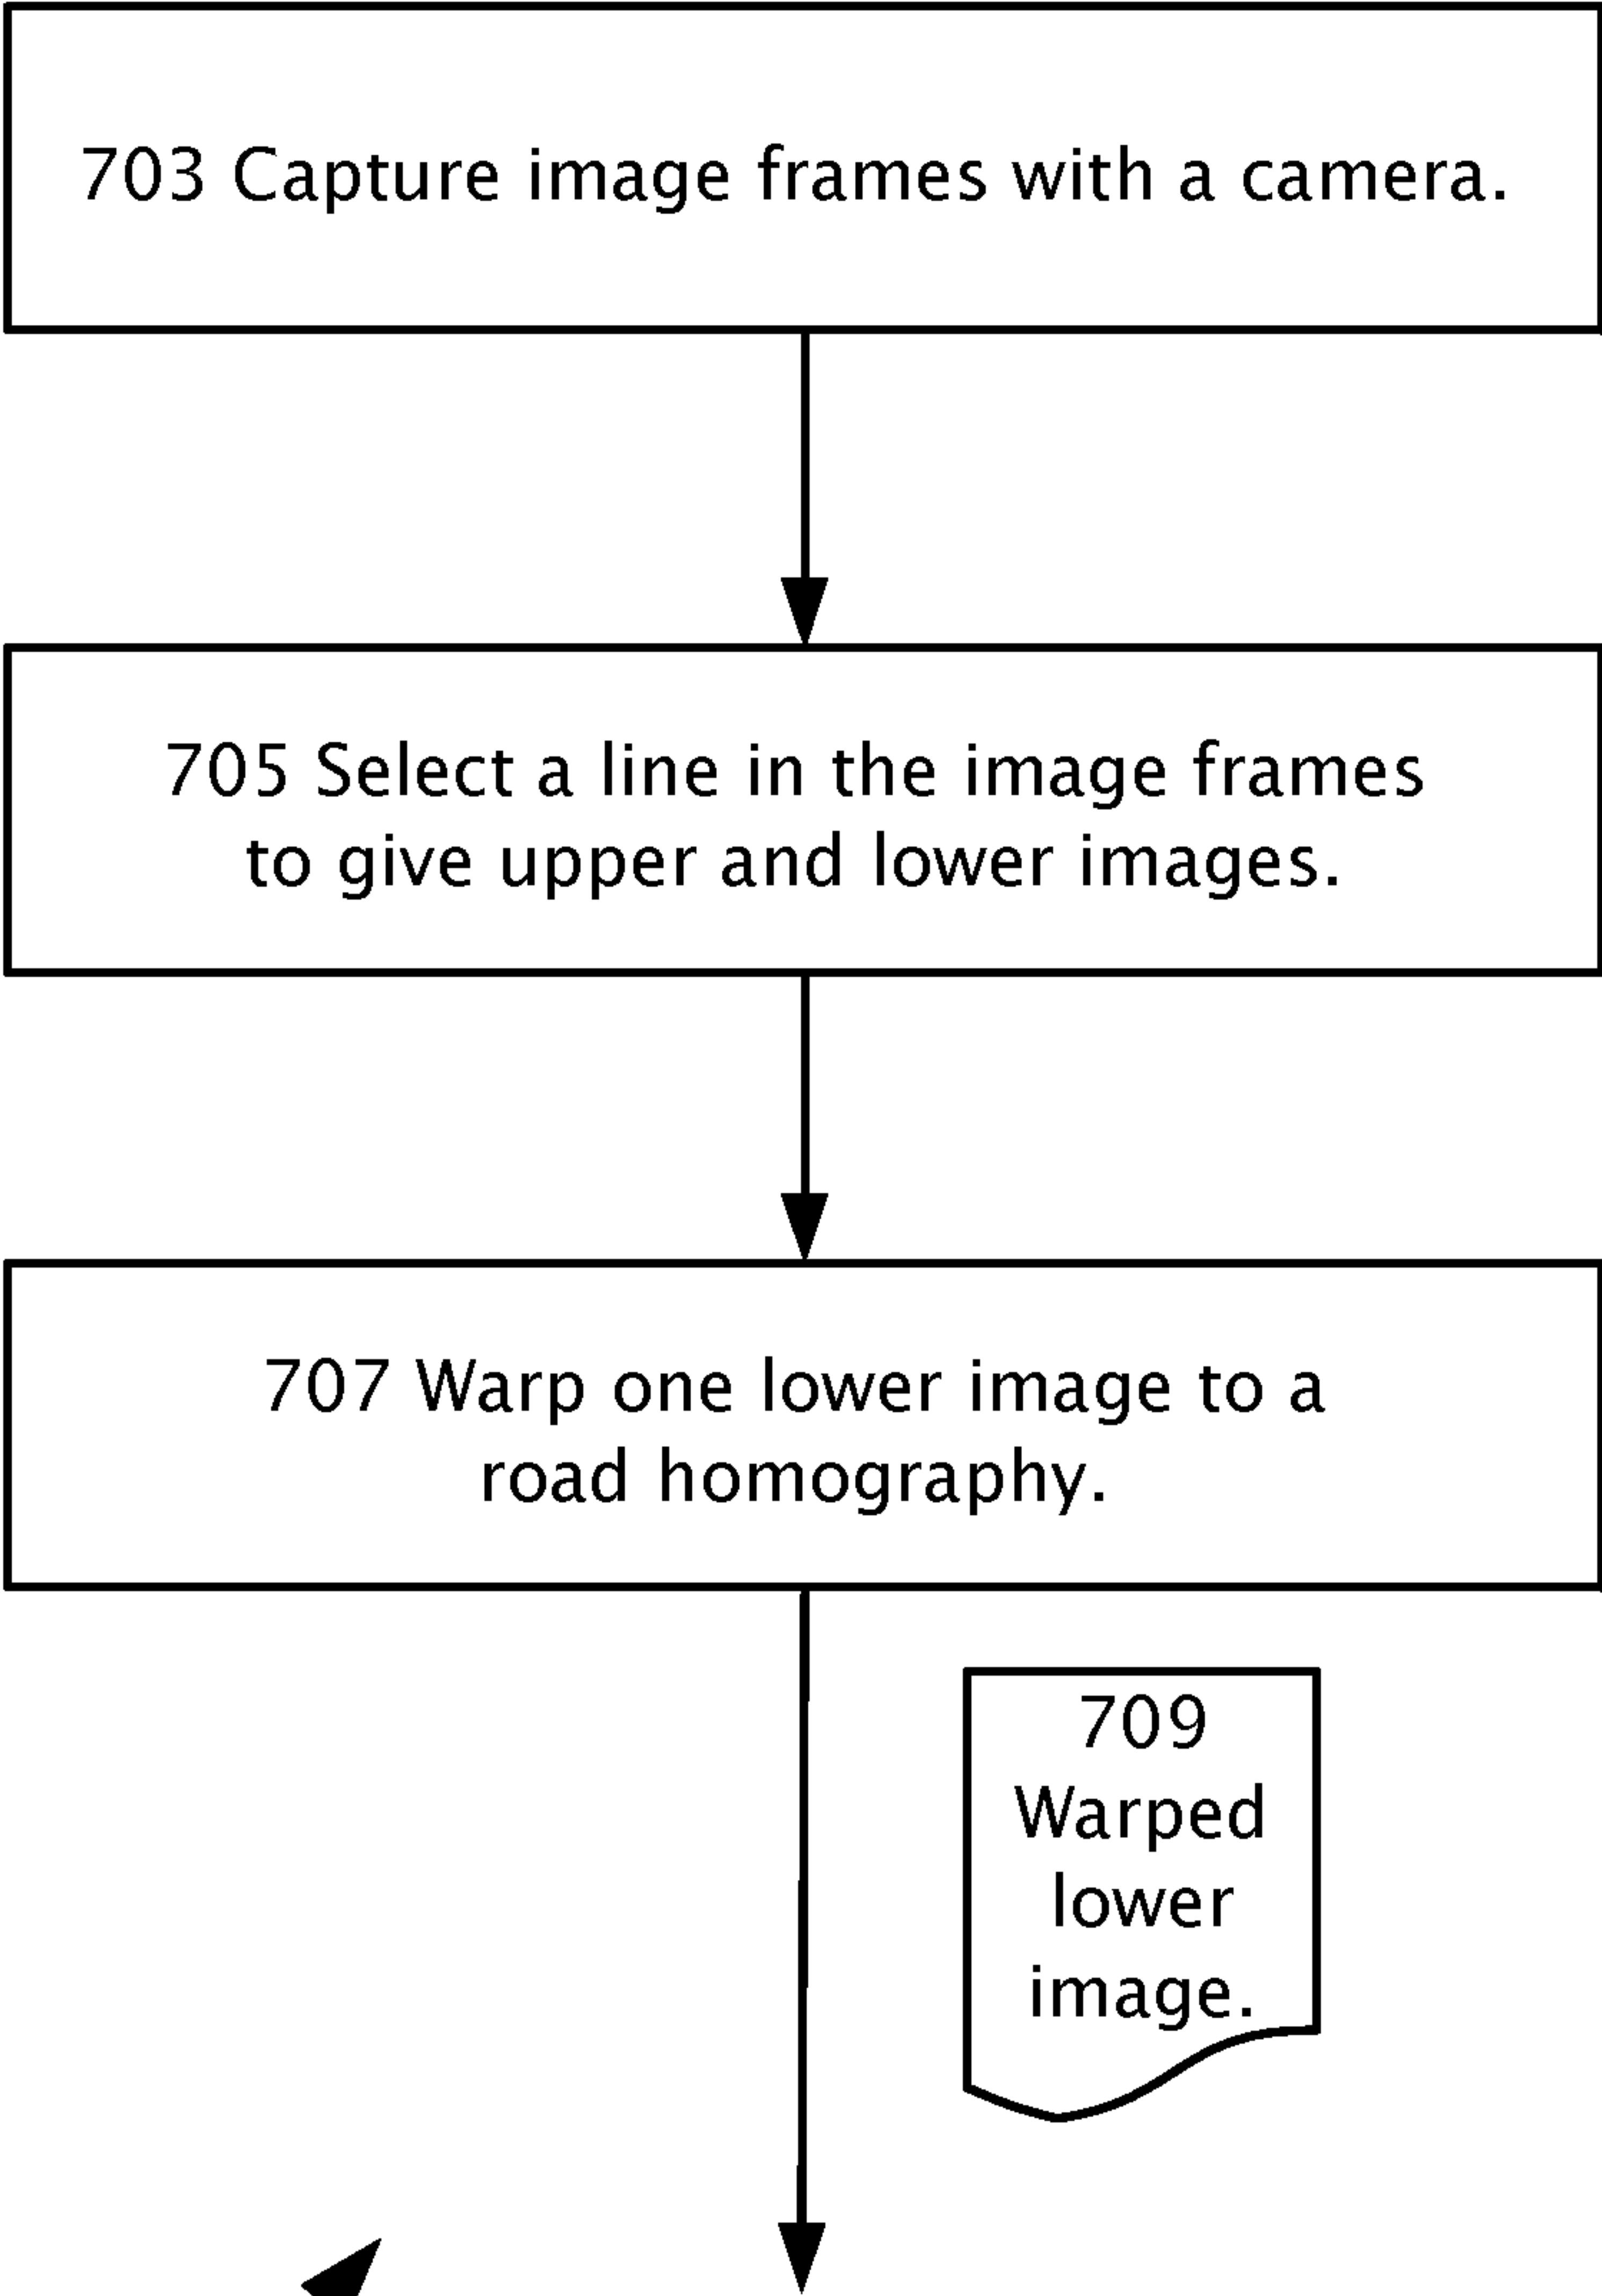 703 Capture image frames with a camera.
705 Select a line in the image frames
to give upper and lower images.
707 Warp one lower image to a
road homography.
709
Warped
lower
image.